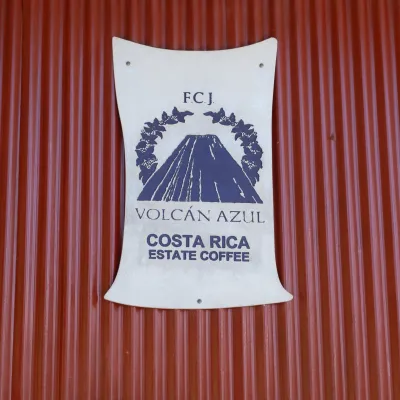 F.C J.
VOLCÁN AZUL
COSTA RICA
ESTATE COFFEE